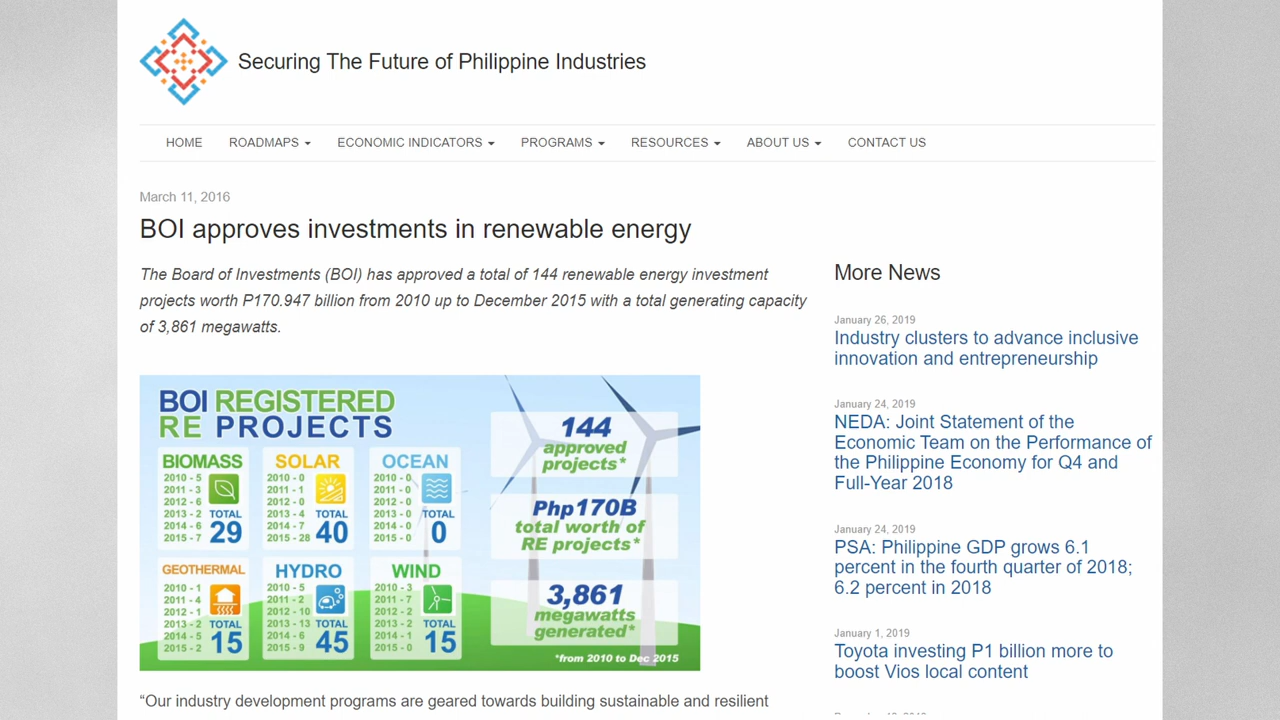 Securing The Future of Philippine Industries
HOME ROADMAPS ECONOMIC INDICATORS PROGRAMS RESOURCES ABOUT US CONTACT US
March 11, 2016
BOI approves investments in renewable energy
The Board of Investments (BOI) has approved a total of 144 renewable energy investment
projects worth P170.947 billion from 2010 up to December 2015 with a total generating capacity
of 3,861 megawatts.
BOI REGISTERED
RE PROJECTS
BIOMASS
2010 - 5
2011 - 3
2012 - 6
2013 - 2
2014 - 6
2015 - 7
TOTAL
29
SOLAR
2010 - 0
2011 - 1
2012 - 0
2013 - 4
2014 - 7
2015 - 28
TOTAL
40
OCEAN
2010 - 0
2011 - 0
2012 - 0
2013 - 0
2014 - 0
2015 - 0
TOTAL
0
GEOTHERMAL
2010 - 1
2011 - 4
2012 - 1
2013 - 2
2014 - 5
2015 - 2
TOTAL
15
HYDRO
2010 - 5
2011 - 2
2012 - 10
2013 - 13
2014 - 6
2015 - 9
TOTAL
45
WIND
2010 - 3
2011 - 7
2012 - 2
2013 - 2
2014 - 1
2015 - 0
TOTAL
15
144
approved
projects*
Php170B
total worth of
RE projects*
3,861
megawatts
generated*
*from 2010 to Dec 2015
“Our industry development programs are geared towards building sustainable and resilient
More News
January 26, 2019
Industry clusters to advance inclusive
innovation and entrepreneurship
January 24, 2019
NEDA: Joint Statement of the
Economic Team on the Performance of
the Philippine Economy for Q4 and
Full-Year 2018
January 24, 2019
PSA: Philippine GDP grows 6.1
percent in the fourth quarter of 2018;
6.2 percent in 2018
January 1, 2019
Toyota investing P1 billion more to
boost Vios local content